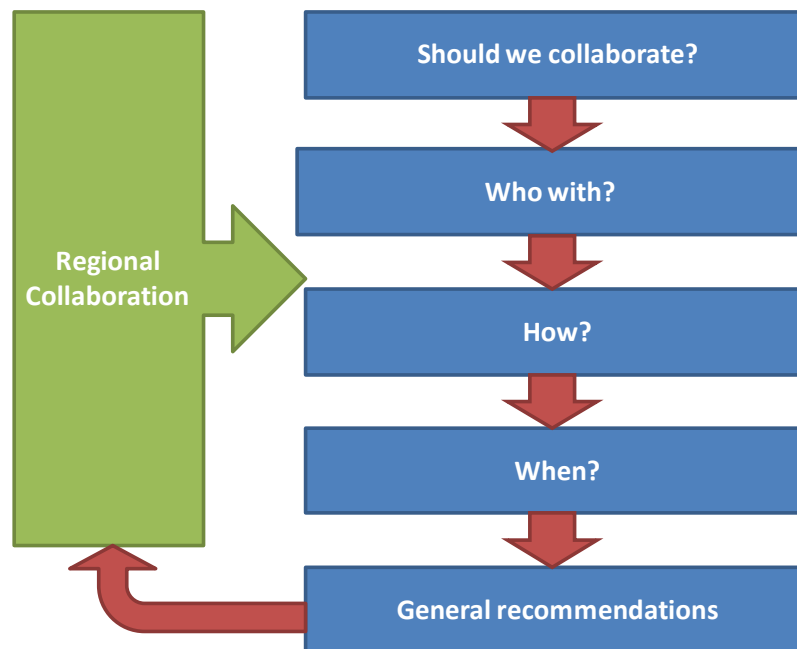 Should we collaborate?
Who with?
Regional
Collaboration
How?
When?
General recommendations